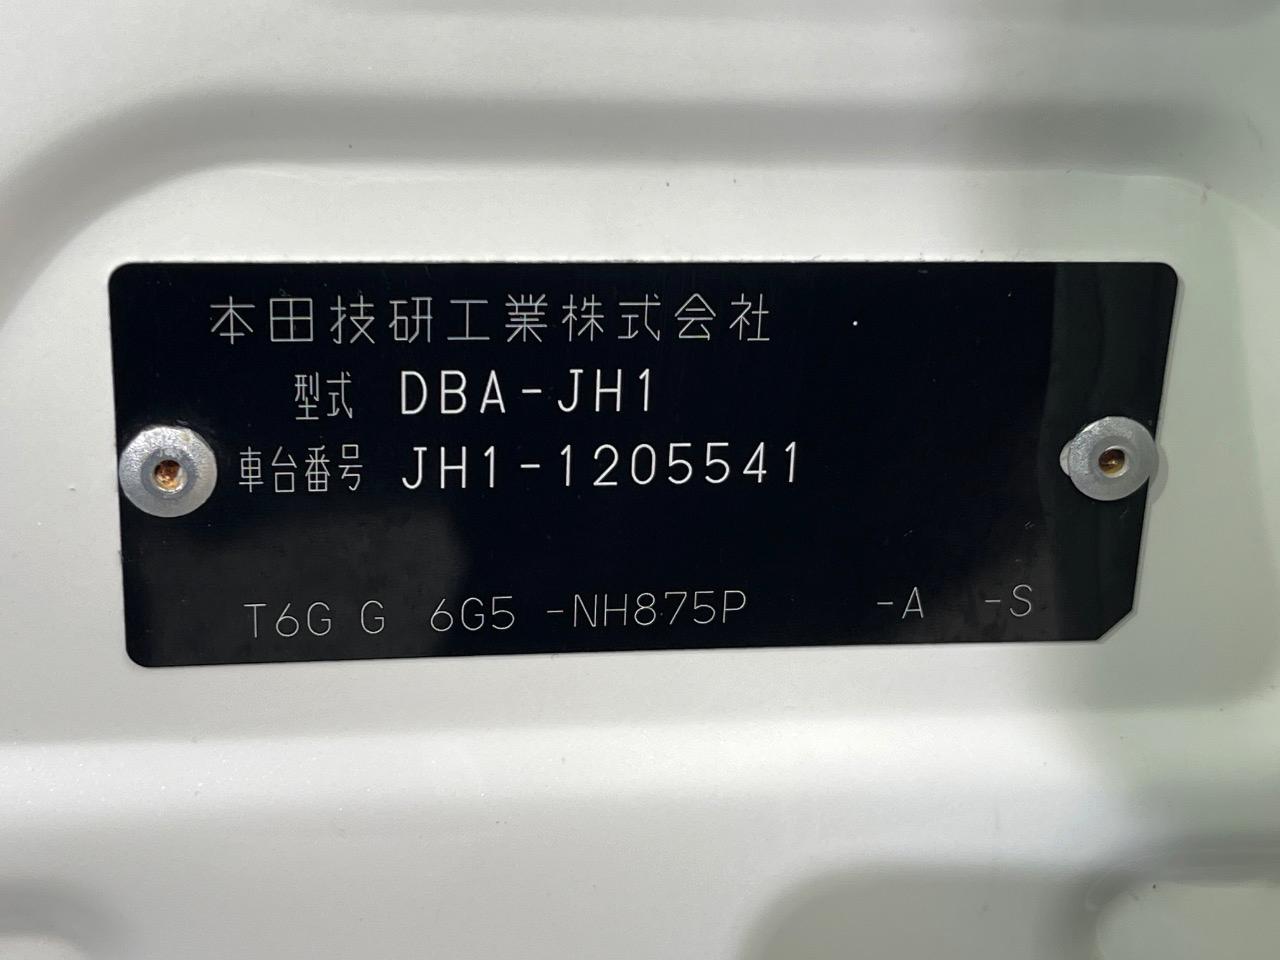 本田技研工業株式会社
型式 DBA-JH1
車台番号 JH1-1205541
T6G G 6G5 -NH875P -A -S